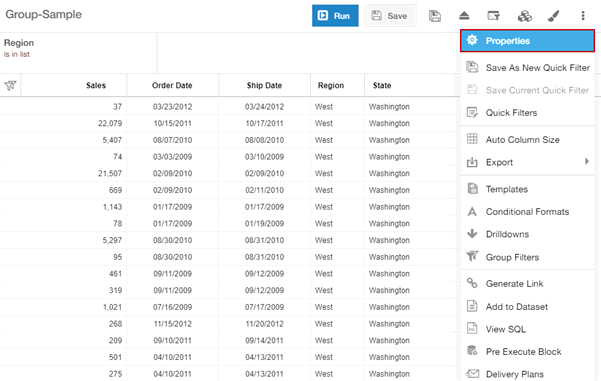 Group-Sample
Run
Save
Region
is in list
Sales Order Date Ship Date Region State
37 03/23/2012 03/24/2012 West Washington
22,079 10/15/2011 10/17/2011 West Washington
5,407 08/07/2010 08/08/2010 West Washington
74 03/03/2009 03/10/2009 West Washington
21,507 02/09/2010 02/09/2010 West Washington
669 02/09/2010 02/11/2010 West Washington
1,143 01/17/2009 01/17/2009 West Washington
78 01/17/2009 01/19/2009 West Washington
5,297 08/30/2010 08/31/2010 West Washington
95 08/30/2010 08/31/2010 West Washington
461 09/11/2009 09/12/2009 West Washington
319 09/11/2009 09/12/2009 West Washington
1,021 07/16/2009 07/17/2009 West Washington
268 11/15/2012 11/20/2012 West Washington
209 09/10/2011 09/14/2011 West Washington
501 04/10/2011 04/13/2011 West Washington
275 04/10/2011 04/13/2011 West Washington
Properties
Save As New Quick Filter
Save Current Quick Filter
Quick Filters
Auto Column Size
Export
Templates
Conditional Formats
Drilldowns
Group Filters
Generate Link
Add to Dataset
View SQL
Pre Execute Block
Delivery Plans